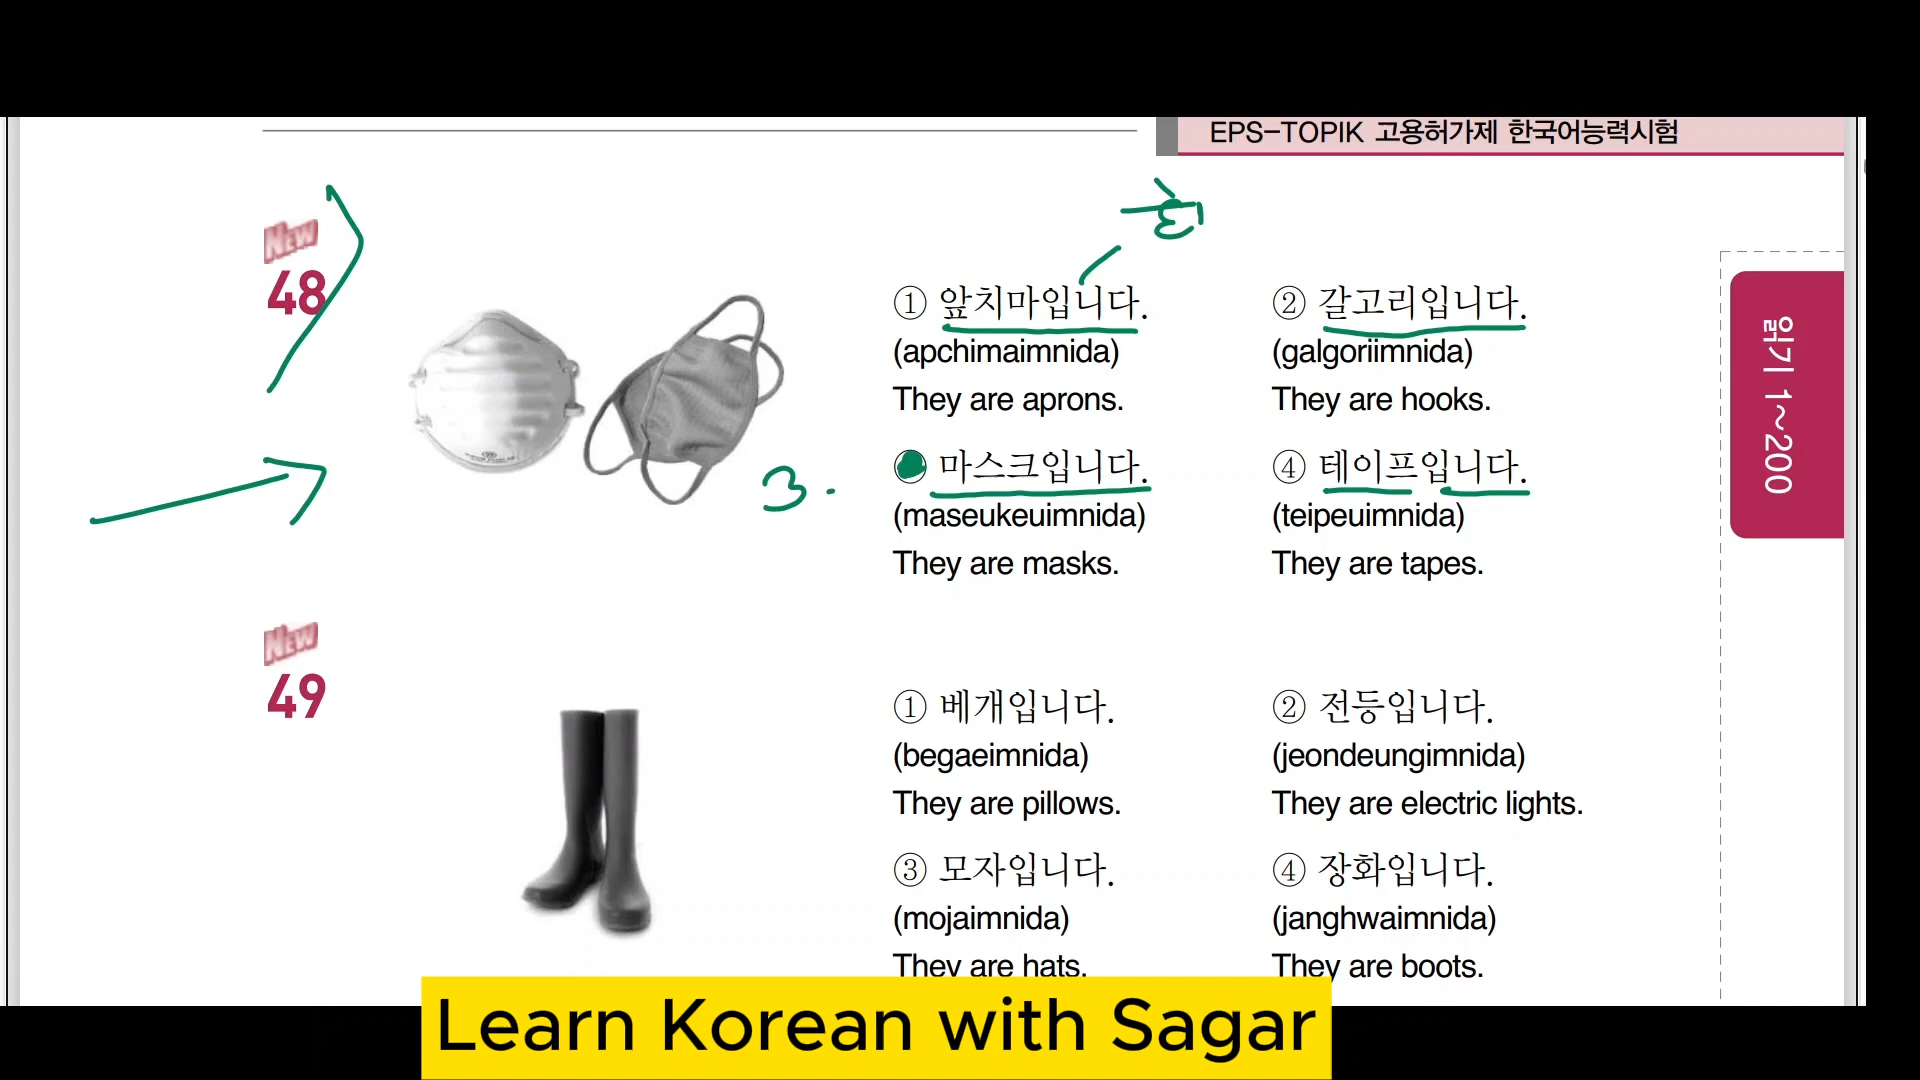 EPS-TOPIK 고용허가제 한국어능력시험
NEW
48
① 앞치마입니다.
(apchimaimnida)
They are aprons.
② 갈고리입니다.
(galgoriimnida)
They are hooks.
마스크입니다.
(maseukeuimnida)
They are masks.
④ 테이프입니다.
(teipeuimnida)
They are tapes.
3.
읽기 1~200
NEW
49
① 베개입니다.
(begaeimnida)
They are pillows.
② 전등입니다.
(jeondeungimnida)
They are electric lights.
③ 모자입니다.
(mojaimnida)
They are hats.
④ 장화입니다.
(janghwaimnida)
They are boots.
Learn Korean with Sagar